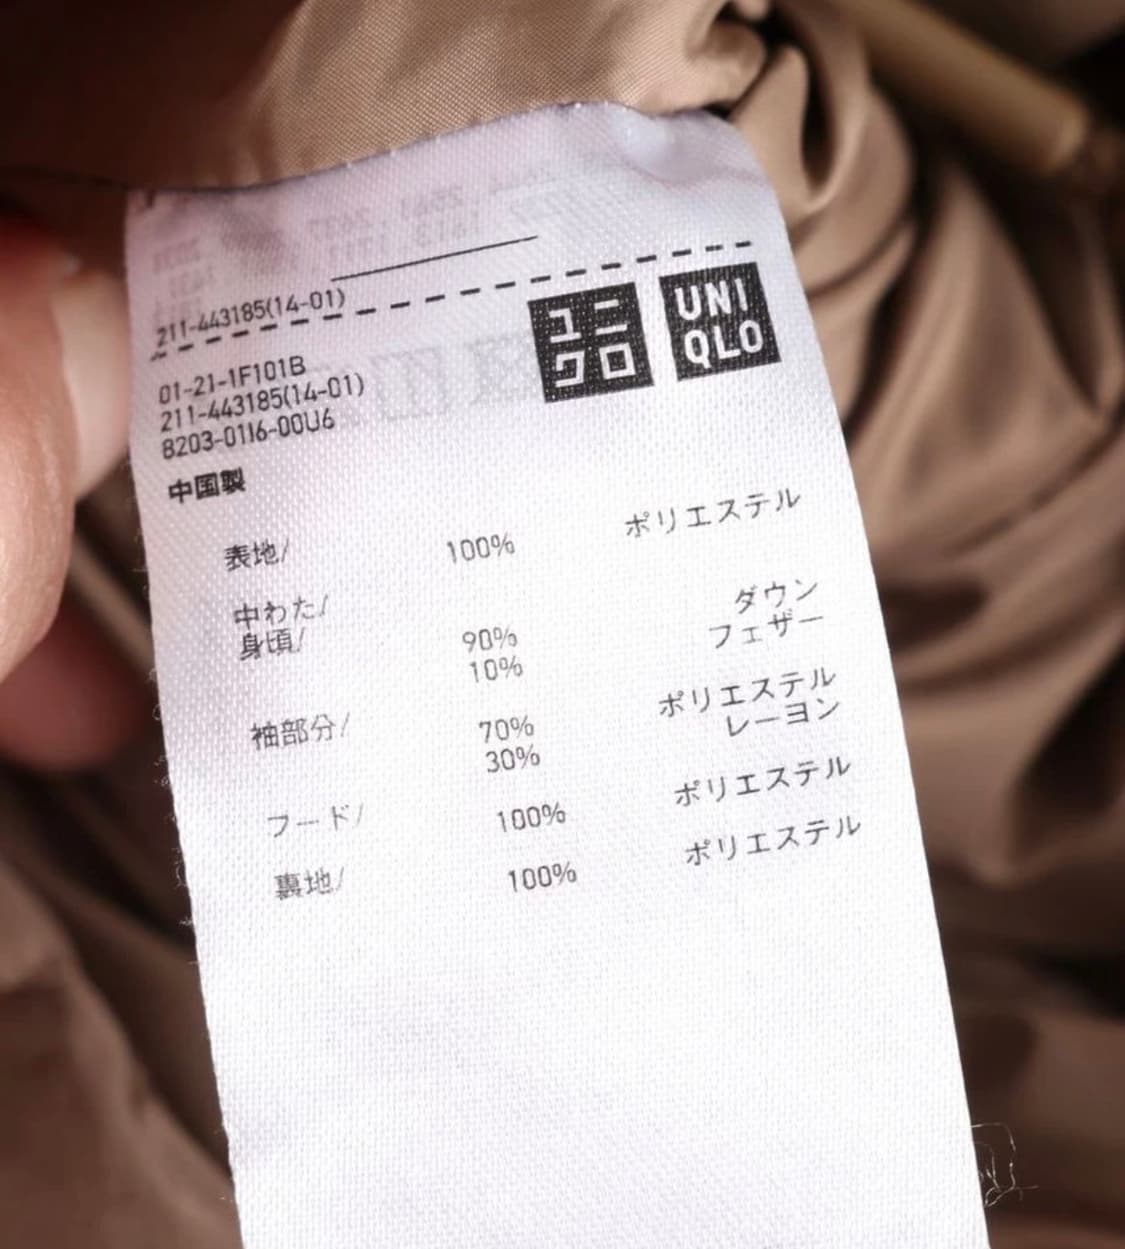 211-443185(14-01)
ユニクロ
UNIQLO
01-21-1F101B
211-443185(14-01)
8203-0116-00U6
中国製
表地/ 100% ポリエステル
中わた/
身頃/ 90% ダウン
10% フェザー
袖部分/ 70% ポリエステル
30% レーヨン
フード/ 100% ポリエステル
裏地/ 100% ポリエステル